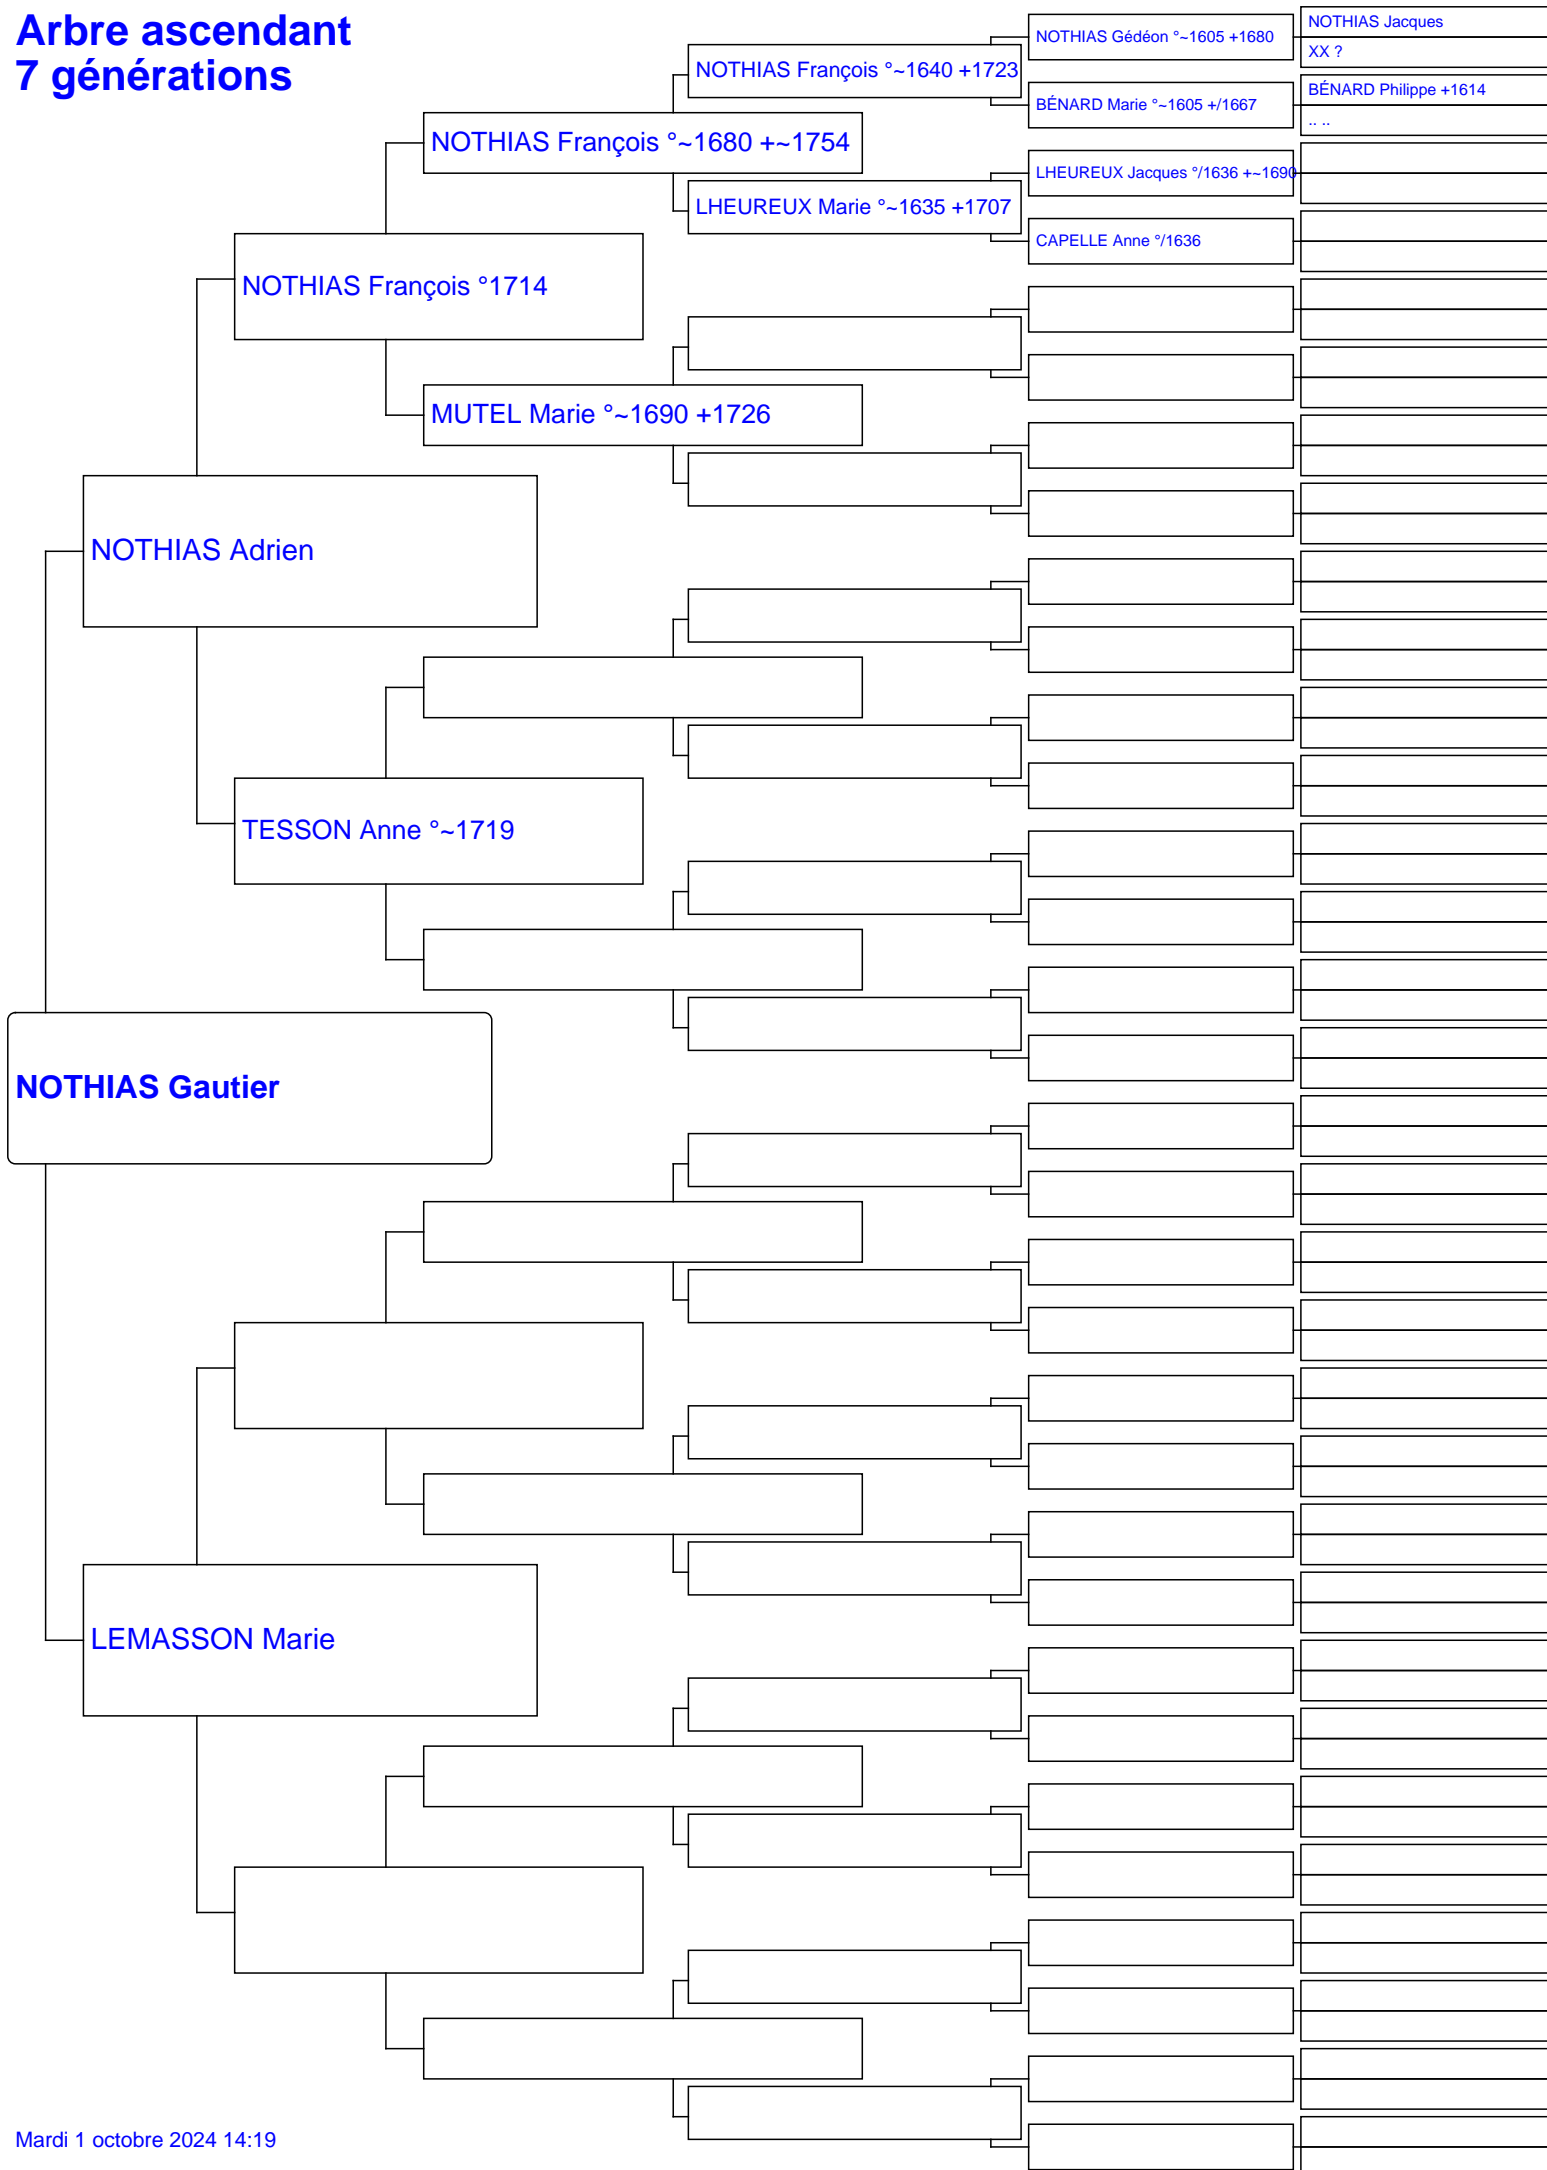 Arbre ascendant
7 générations
NOTHIAS Jacques
NOTHIAS Gédéon °~1605 +1680
XX ?
NOTHIAS François °~1640 +1723
BÉNARD Philippe +1614
BÉNARD Marie °~1605 +/1667
.. ..
NOTHIAS François °~1680 +~1754
LHEUREUX Jacques °/1636 +~1690
LHEUREUX Marie °~1635 +1707
CAPELLE Anne °/1636
NOTHIAS François °1714
MUTEL Marie °~1690 +1726
NOTHIAS Adrien
TESSON Anne °~1719
NOTHIAS Gautier
LEMASSON Marie
Mardi 1 octobre 2024 14:19